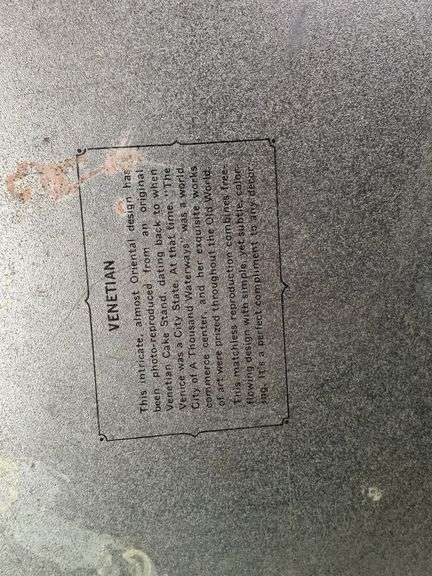 VENETIAN
This intricate, almost Oriental design has
been photo-reproduced from an original
Venetian Cake Stand, dating back to when
Venice was a City State. At that time, "The
City of A Thousand Waterways" was a world
commerce center, and her exquisite works
of art were prized throughout the Old World.
This matchless reproduction combines free-
flowing design with simple, yet subtle, color-
ing. It's a perfect compliment to any decor.